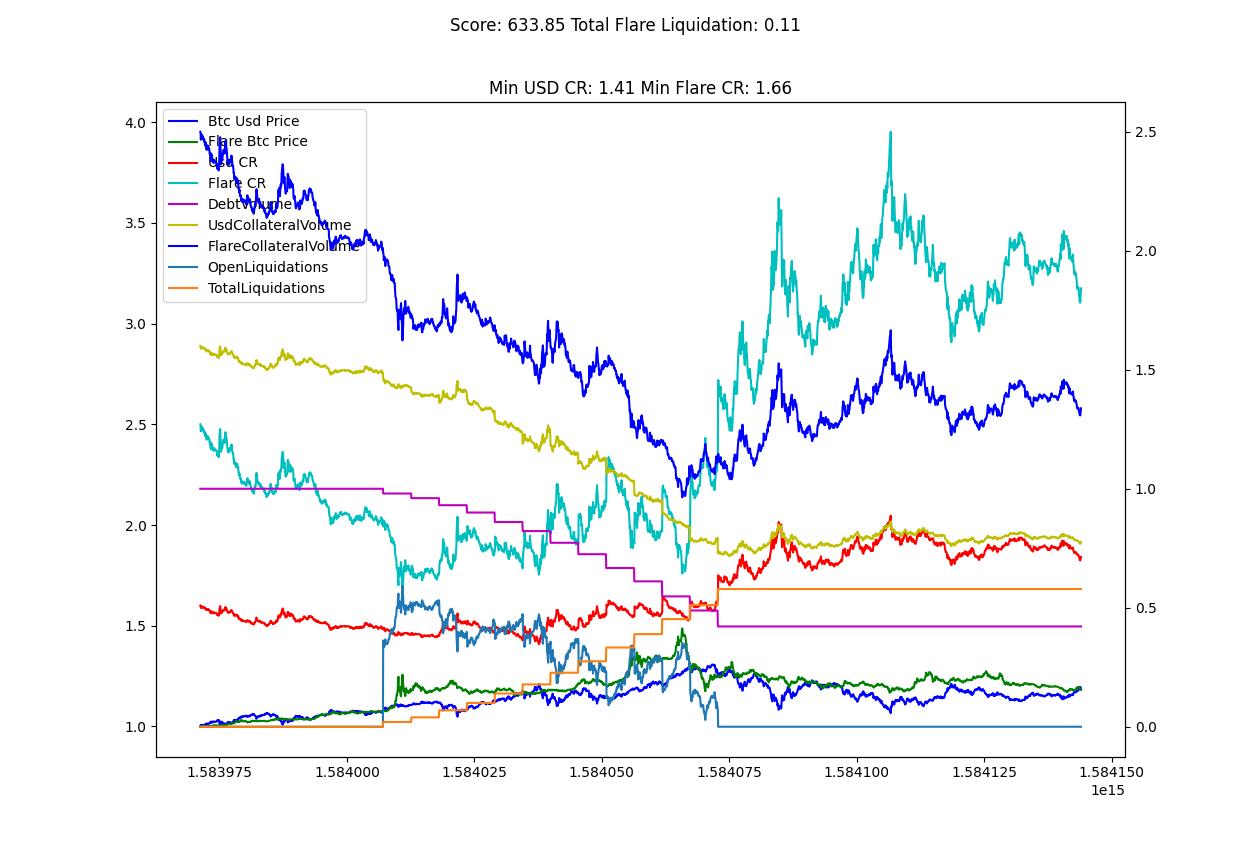 Score: 633.85 Total Flare Liquidation: 0.11
Min USD CR: 1.41 Min Flare CR: 1.66
Btc Usd Price
Flare Btc Price
Usd CR
Flare CR
DebtVolume
UsdCollateralVolume
FlareCollateralVolume
OpenLiquidations
TotalLiquidations
4.0
3.5
3.0
2.5
2.0
1.5
1.0
2.5
2.0
1.5
1.0
0.5
0.0
1.583975
1.584000
1.584025
1.584050
1.584075
1.584100
1.584125
1.584150
1e15